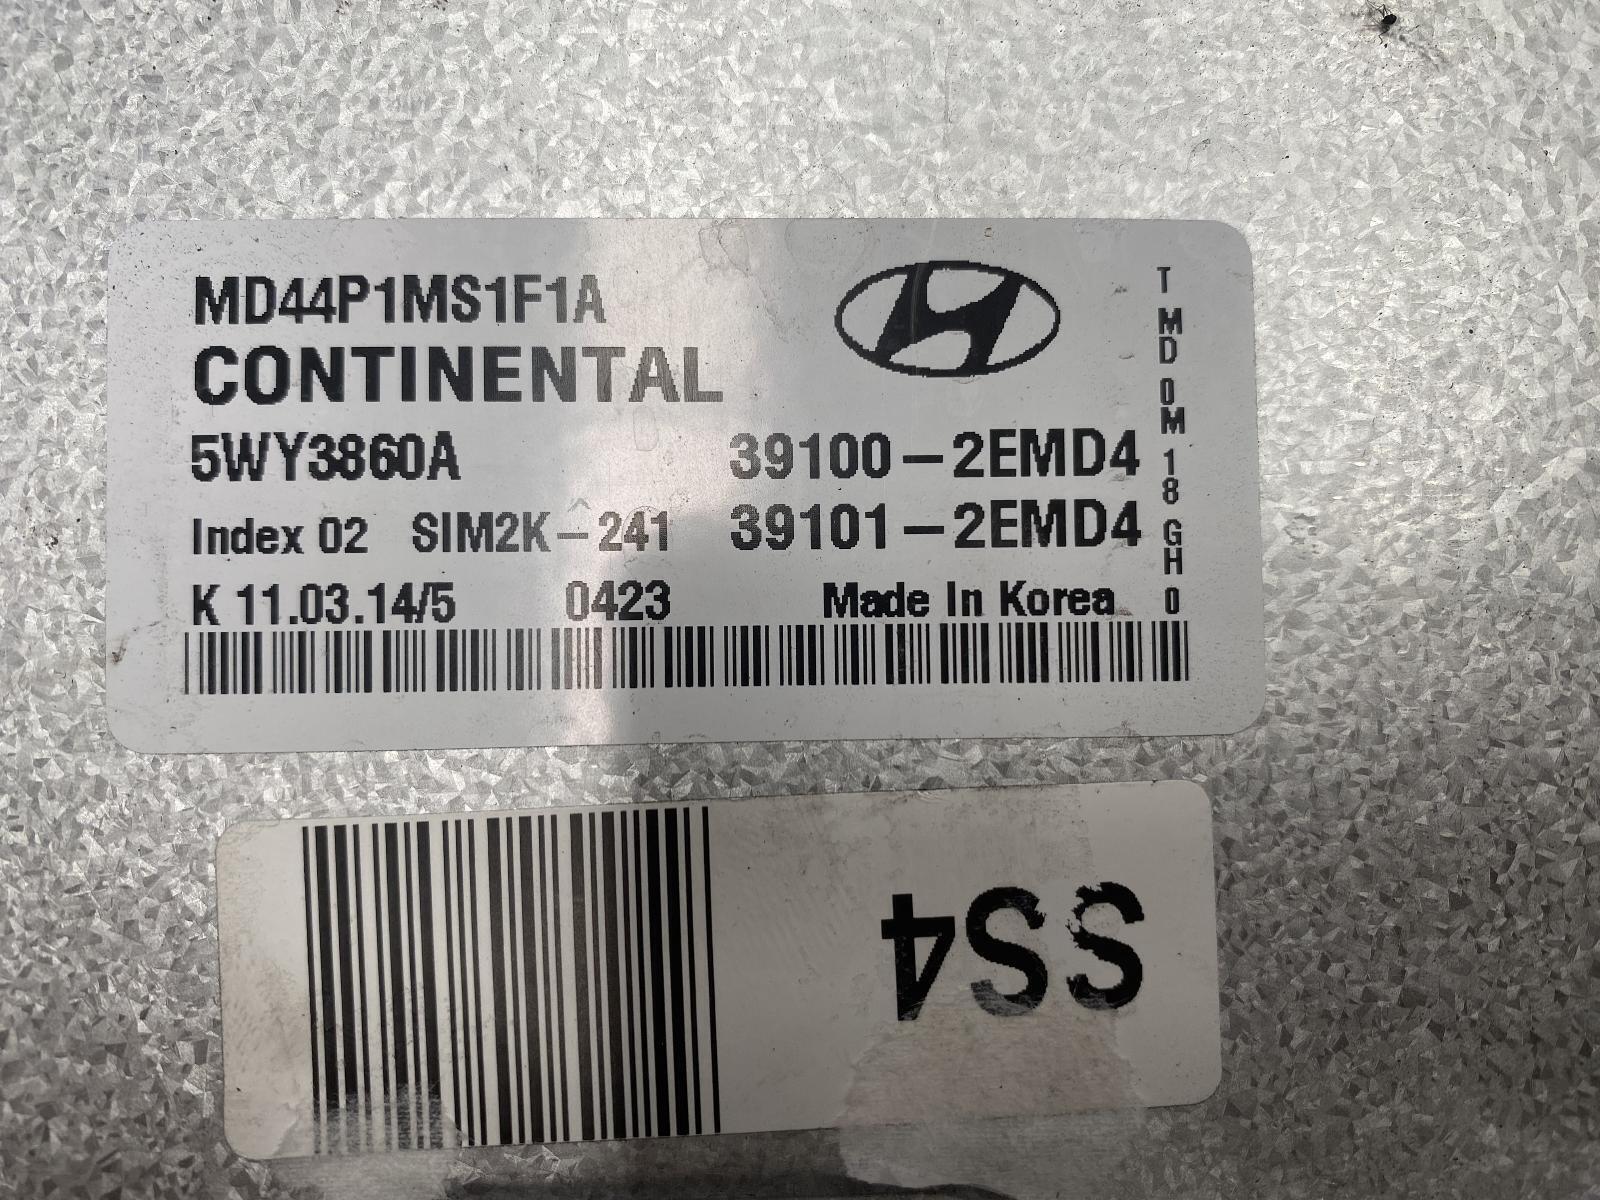 MD44P1MS1F1A
CONTINENTAL
5WY3860A 39100-2EMD4
Index 02 SIM2K-241 39101-2EMD4
K 11.03.14/5 0423 Made In Korea
T MD 0M 18 GH 0
SS4